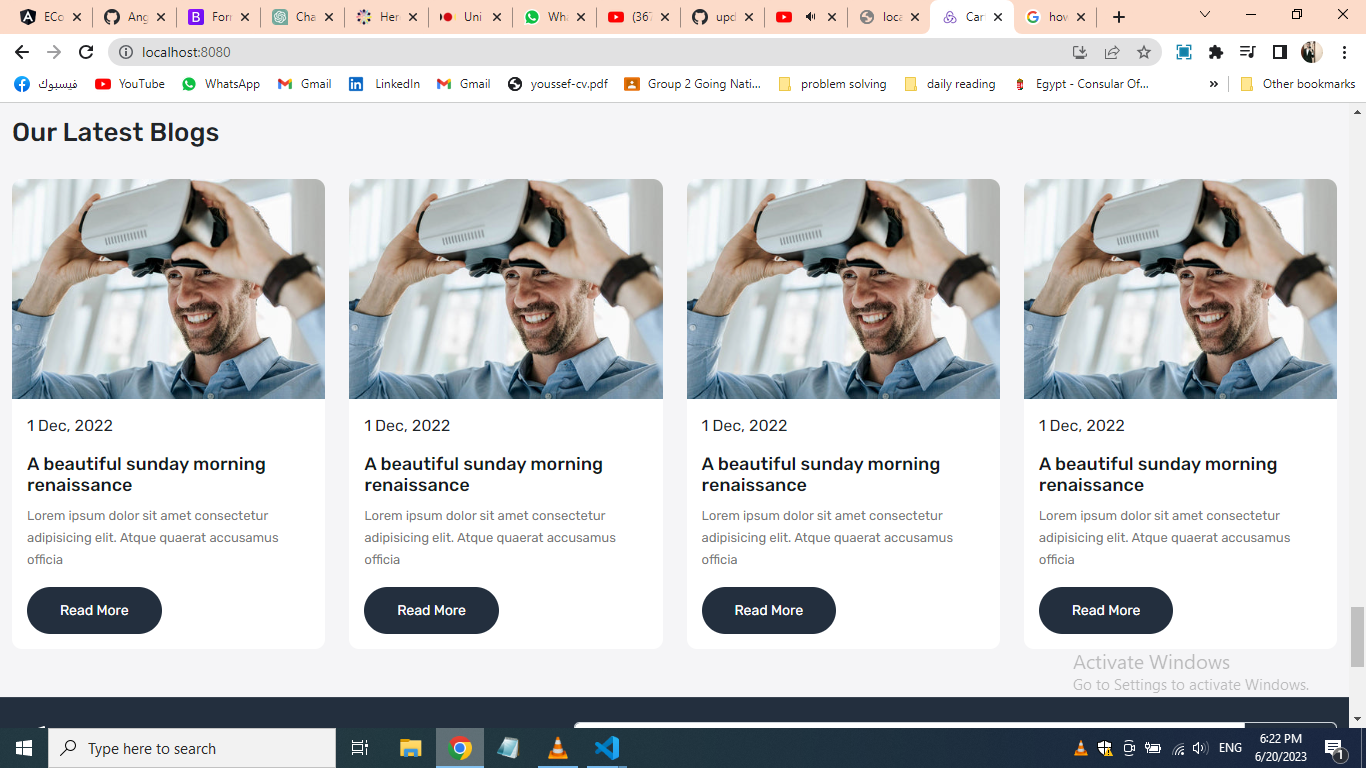 ECo
Ang
For
Cha
Her
Uni
Wha
(367
upd
loca
Car
how
localhost:8080
فيسبوك
YouTube
WhatsApp
Gmail
LinkedIn
Gmail
youssef-cv.pdf
Group 2 Going Nati...
problem solving
daily reading
Egypt - Consular Of...
»
Other bookmarks
Our Latest Blogs
1 Dec, 2022
A beautiful sunday morning
renaissance
Lorem ipsum dolor sit amet consectetur
adipisicing elit. Atque quaerat accusamus
officia
Read More
1 Dec, 2022
A beautiful sunday morning
renaissance
Lorem ipsum dolor sit amet consectetur
adipisicing elit. Atque quaerat accusamus
officia
Read More
1 Dec, 2022
A beautiful sunday morning
renaissance
Lorem ipsum dolor sit amet consectetur
adipisicing elit. Atque quaerat accusamus
officia
Read More
1 Dec, 2022
A beautiful sunday morning
renaissance
Lorem ipsum dolor sit amet consectetur
adipisicing elit. Atque quaerat accusamus
officia
Read More
Activate Windows
Go to Settings to activate Windows.
Type here to search
ENG
6:22 PM
6/20/2023
1